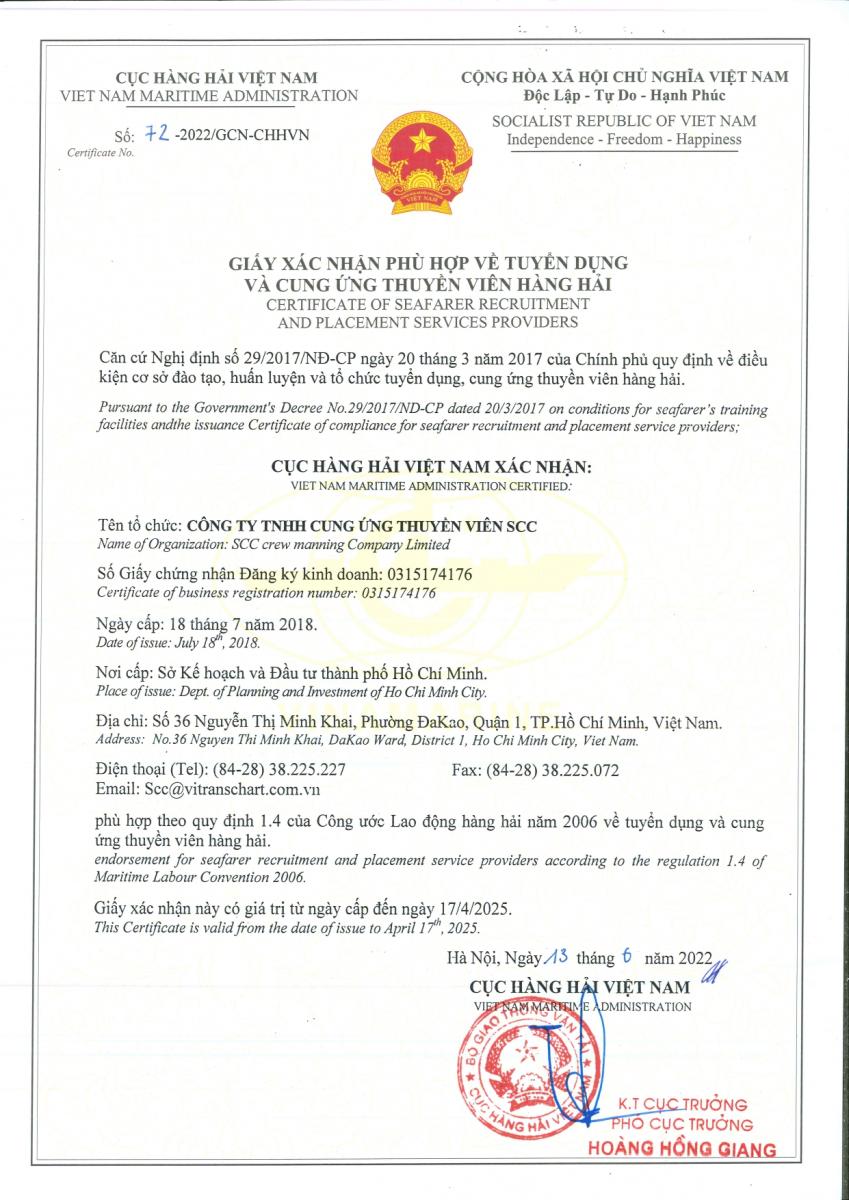 CỤC HÀNG HẢI VIỆT NAM
VIET NAM MARITIME ADMINISTRATION
Số: 72 -2022/GCN-CHHVN
Certificate No.
CỘNG HÒA XÃ HỘI CHỦ NGHĨA VIỆT NAM
Độc Lập - Tự Do - Hạnh Phúc
SOCIALIST REPUBLIC OF VIET NAM
Independence - Freedom - Happiness
VIỆT NAM
GIẤY XÁC NHẬN PHÙ HỢP VỀ TUYỂN DỤNG
VÀ CUNG ỨNG THUYỀN VIÊN HÀNG HẢI
CERTIFICATE OF SEAFARER RECRUITMENT
AND PLACEMENT SERVICES PROVIDERS
Căn cứ Nghị định số 29/2017/NĐ-CP ngày 20 tháng 3 năm 2017 của Chính phủ quy định về điều
kiện cơ sở đào tạo, huấn luyện và tổ chức tuyển dụng, cung ứng thuyền viên hàng hải.
Pursuant to the Government's Decree No.29/2017/ND-CP dated 20/3/2017 on conditions for seafarer's training
facilities andthe issuance Certificate of compliance for seafarer recruitment and placement service providers;
CỤC HÀNG HẢI VIỆT NAM XÁC NHẬN:
VIET NAM MARITIME ADMINISTRATION CERTIFIED:
Tên tổ chức: CÔNG TY TNHH CUNG ỨNG THUYỀN VIÊN SCC
Name of Organization: SCC crew manning Company Limited
Số Giấy chứng nhận Đăng ký kinh doanh: 0315174176
Certificate of business registration number: 0315174176
Ngày cấp: 18 tháng 7 năm 2018.
Date of issue: July 18th, 2018.
Nơi cấp: Sở Kế hoạch và Đầu tư thành phố Hồ Chí Minh.
Place of issue: Dept. of Planning and Investment of Ho Chi Minh City.
VINAMARINE
Địa chỉ: Số 36 Nguyễn Thị Minh Khai, Phường ĐaKao, Quận 1, TP.Hồ Chí Minh, Việt Nam.
Address: No.36 Nguyen Thi Minh Khai, DaKao Ward, District 1, Ho Chi Minh City, Viet Nam.
Điện thoại (Tel): (84-28) 38.225.227 Fax: (84-28) 38.225.072
Email: Scc@vitranschart.com.vn
phù hợp theo quy định 1.4 của Công ước Lao động hàng hải năm 2006 về tuyển dụng và cung
ứng thuyền viên hàng hải.
endorsement for seafarer recruitment and placement service providers according to the regulation 1.4 of
Maritime Labour Convention 2006.
Giấy xác nhận này có giá trị từ ngày cấp đến ngày 17/4/2025.
This Certificate is valid from the date of issue to April 17th, 2025.
Hà Nội, Ngày 13 tháng 6 năm 2022
CỤC HÀNG HẢI VIỆT NAM
VIET NAM MARITIME ADMINISTRATION
BỘ GIAO THÔNG VẬN TẢI
CỤC HÀNG HẢI VIỆT NAM
K.T CỤC TRƯỞNG
PHÓ CỤC TRƯỞNG
HOÀNG HỒNG GIANG